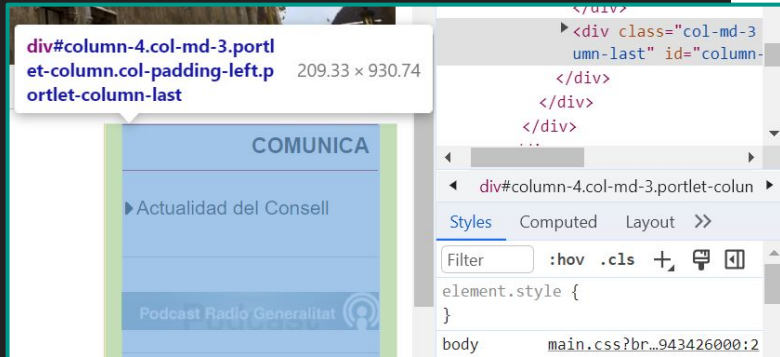 div#column-4.col-md-3.portl
et-column.col-padding-left.p
ortlet-column-last
209.33 × 930.74
COMUNICA
Actualidad del Consell
Podcast Radio Generalitat
</div>
<div class="col-md-3
umn-last" id="column-
</div>
</div>
</div>
div#column-4.col-md-3.portlet-colun
Styles Computed Layout
Filter :hov .cls
element.style {
}
body main.css?br…943426000:2